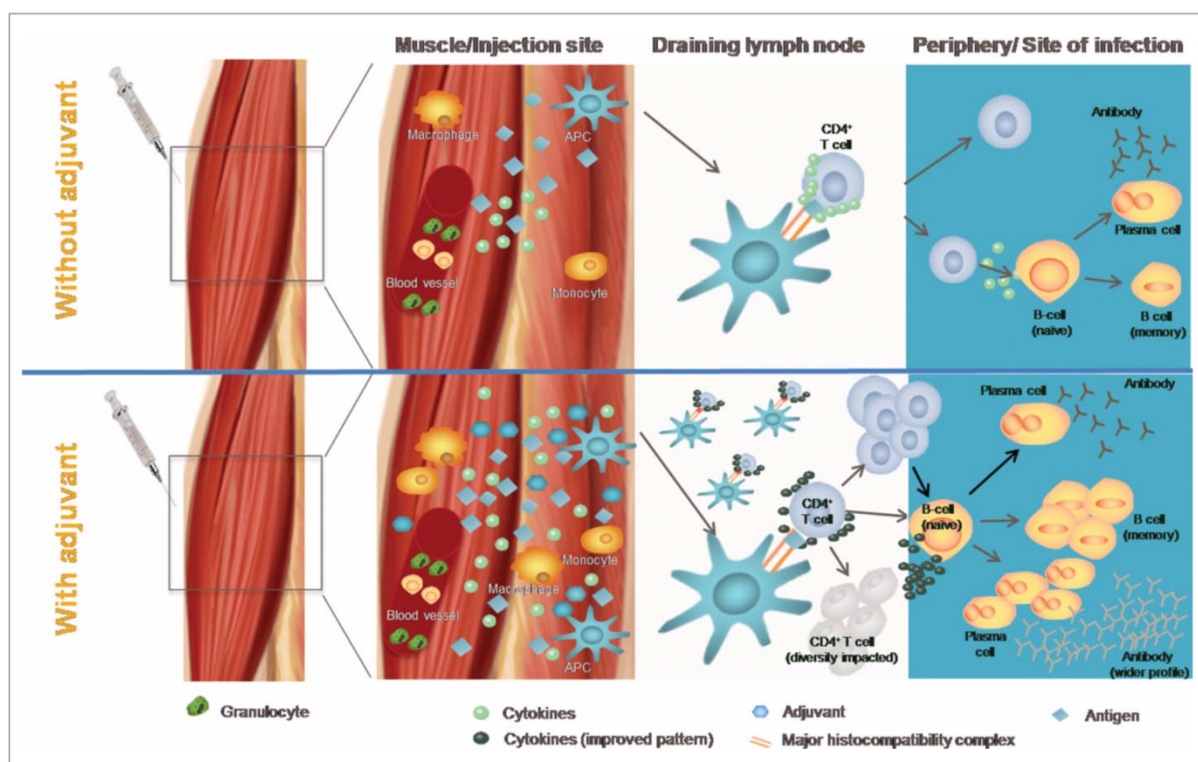 Muscle/Injection site
Draining lymph node
Periphery/ Site of infection
Without adjuvant
Macrophage
APC
Blood vessel
Monocyte
CD4+
T cell
Antibody
Plasma cell
B-cell
(naïve)
B cell
(memory)
With adjuvant
Monocyte
Macrophage
Blood vessel
APC
CD4+
T cell
CD4+ T cell
(diversity impacted)
Plasma cell
Antibody
B-cell
(naïve)
B cell
(memory)
Plasma
cell
Antibody
(wider profile)
Granulocyte
Cytokines
Adjuvant
Antigen
Cytokines (improved pattern)
Major histocompatibility complex